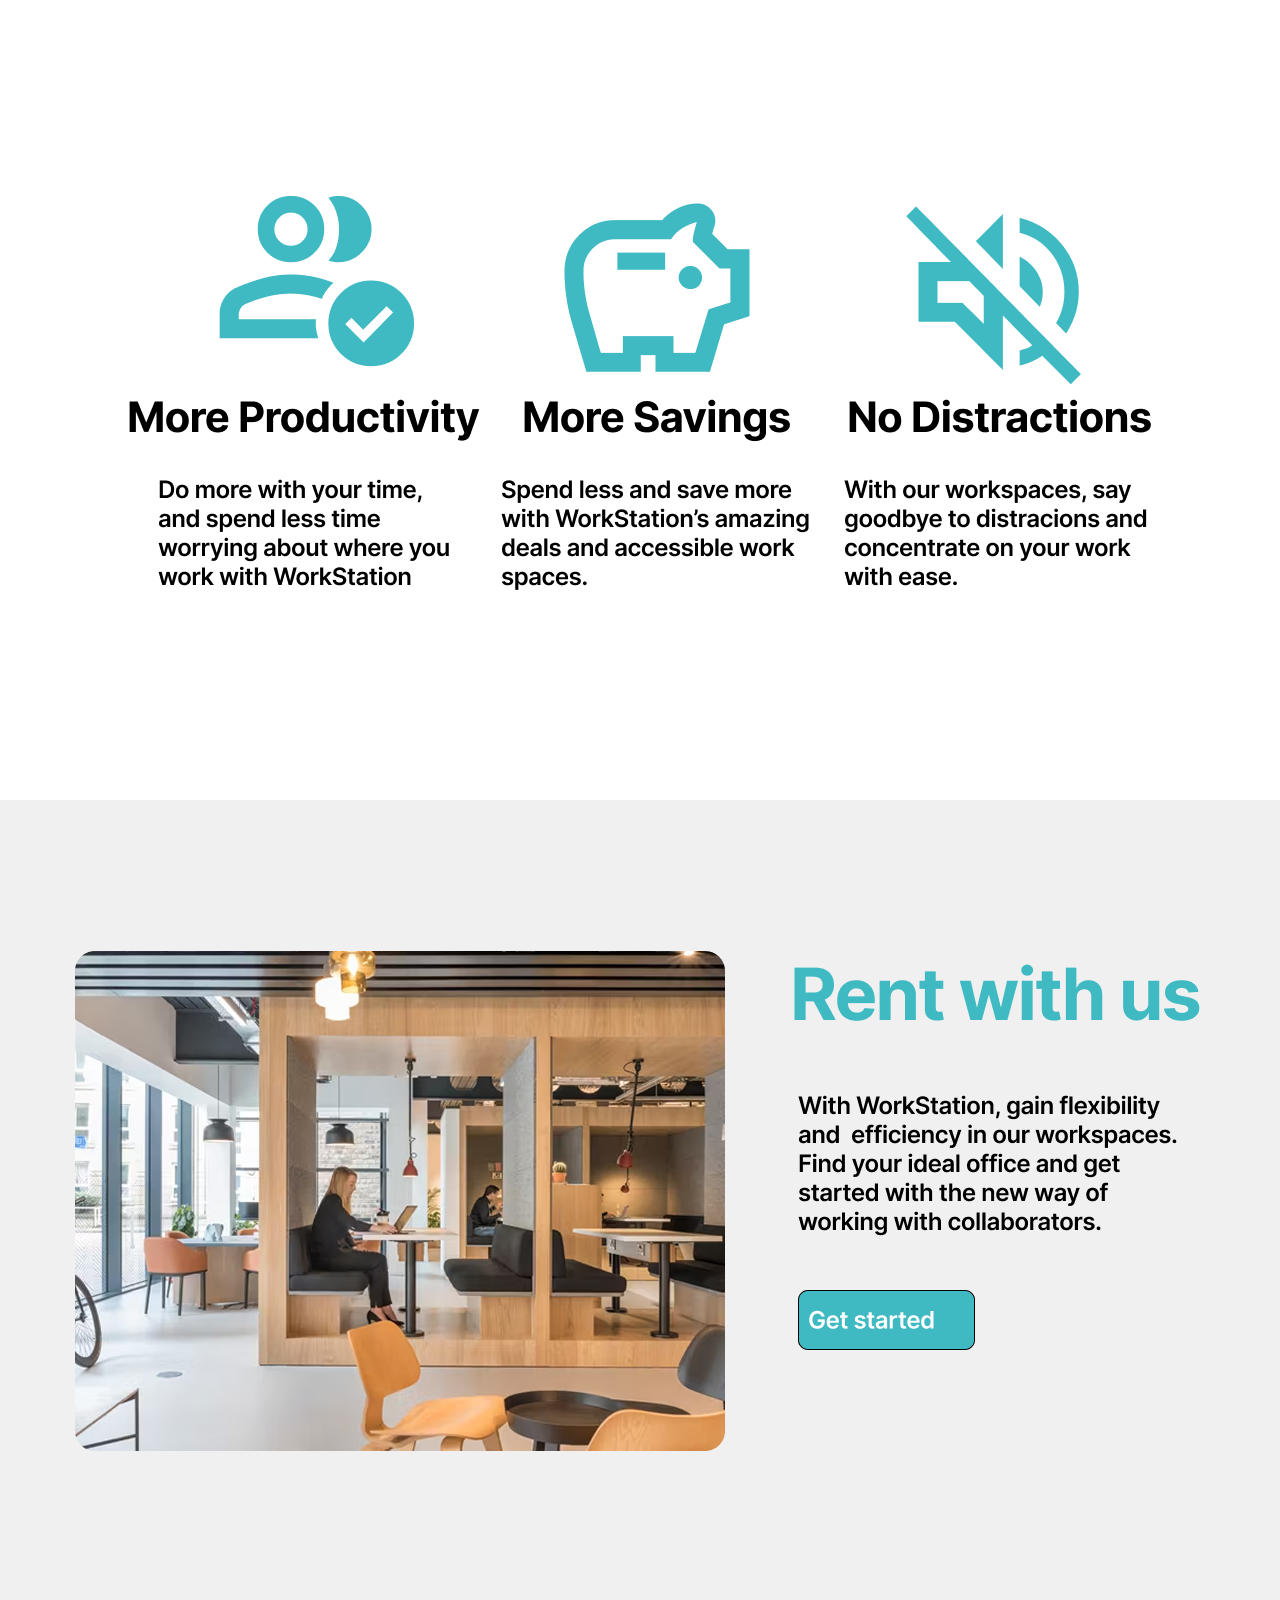 More Productivity
Do more with your time,
and spend less time
worrying about where you
work with WorkStation
More Savings
Spend less and save more
with WorkStation’s amazing
deals and accessible work
spaces.
No Distractions
With our workspaces, say
goodbye to distracions and
concentrate on your work
with ease.
Rent with us
With WorkStation, gain flexibility
and  efficiency in our workspaces.
Find your ideal office and get
started with the new way of
working with collaborators.
Get started